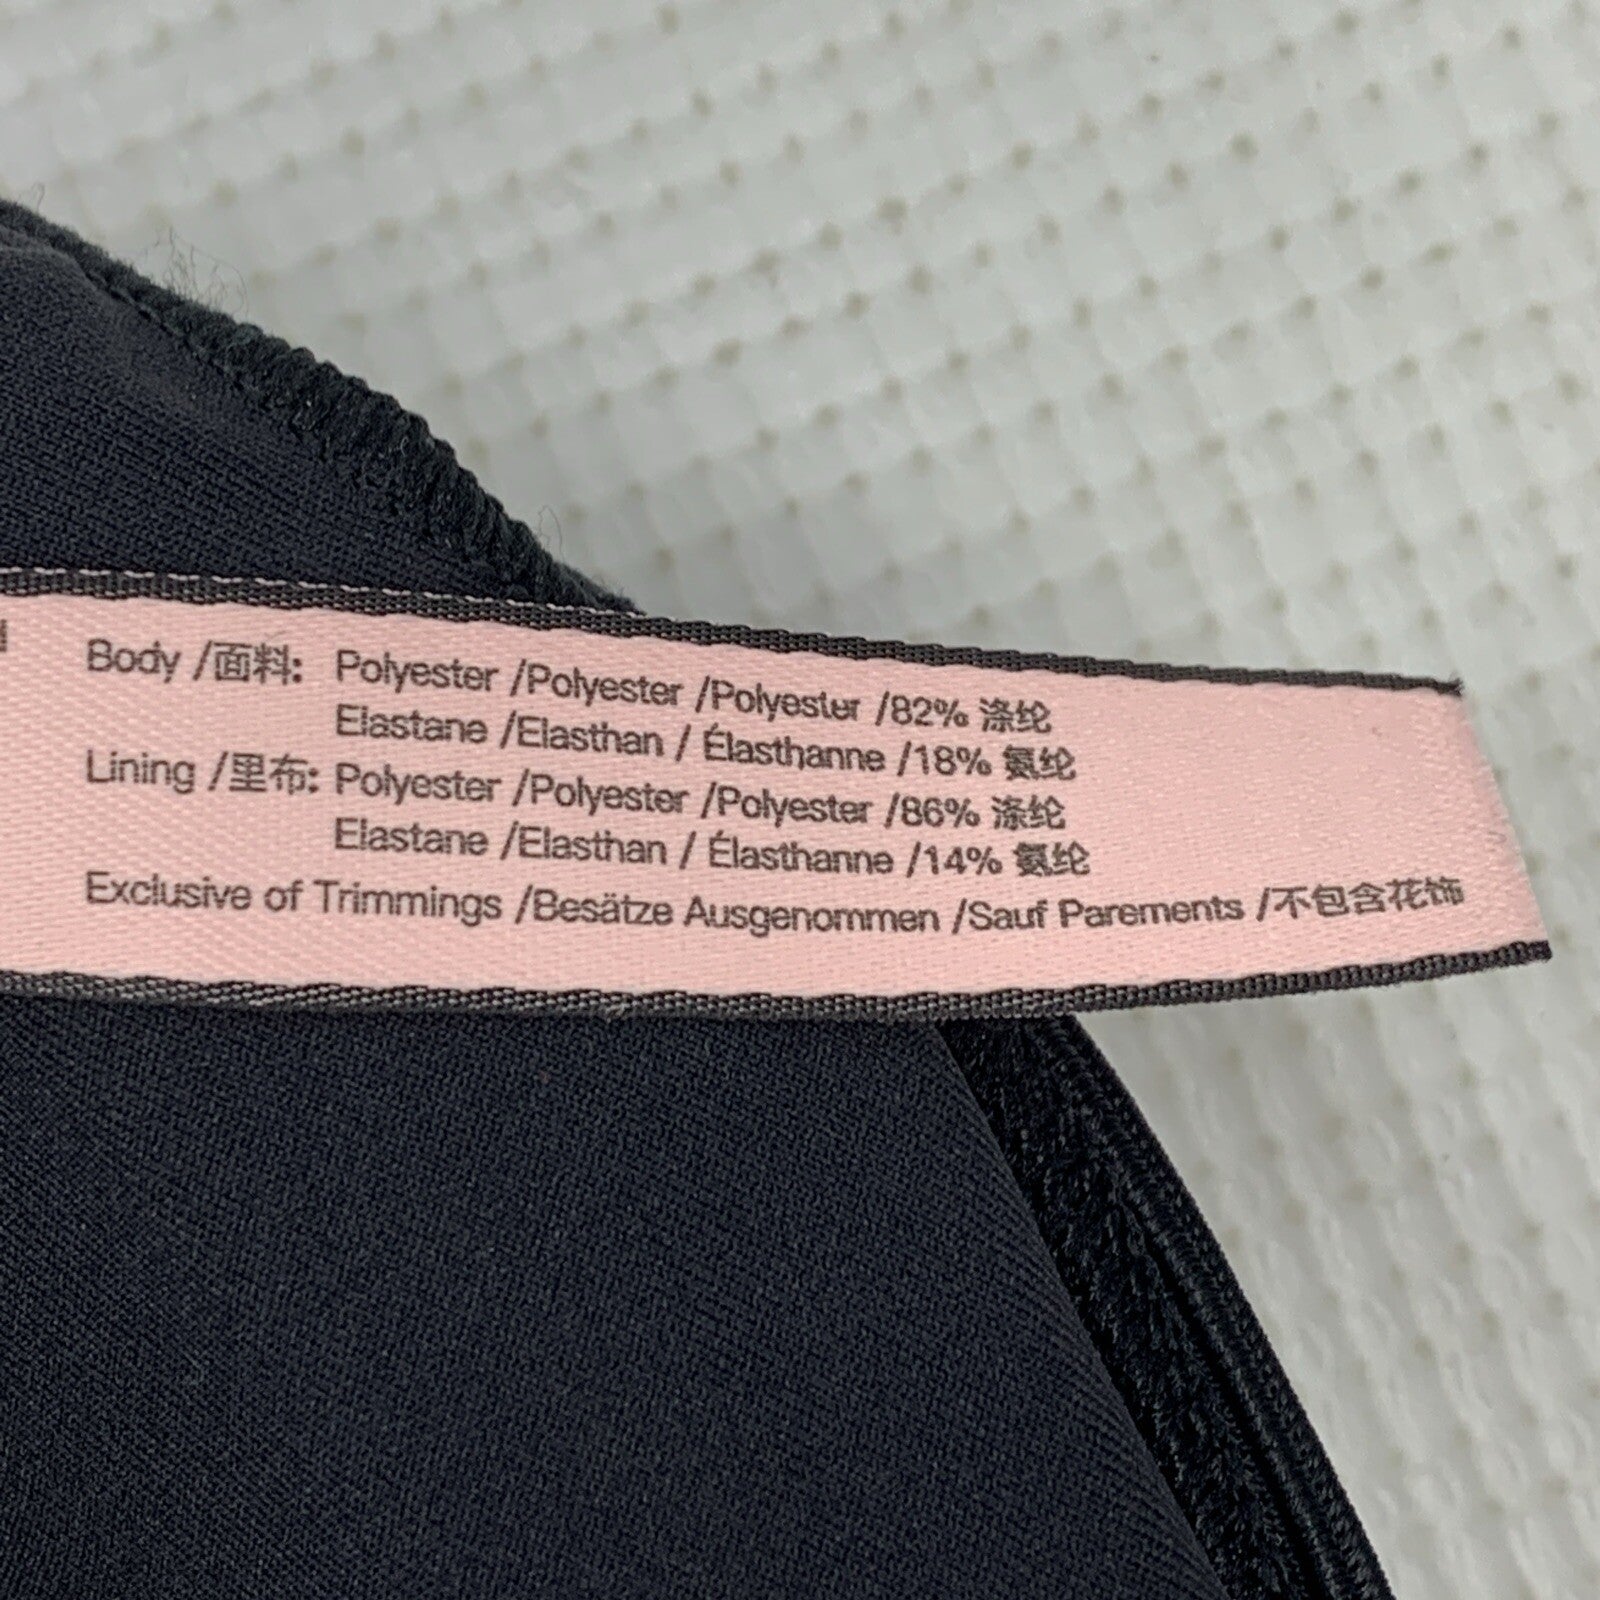 Body /面料: Polyester /Polyester /Polyester /82% 涤纶
Elastane /Elasthan / Élasthanne /18% 氨纶
Lining /里布: Polyester /Polyester /Polyester /86% 涤纶
Elastane /Elasthan / Élasthanne /14% 氨纶
Exclusive of Trimmings /Besätze Ausgenommen /Sauf Parements /不包含花饰